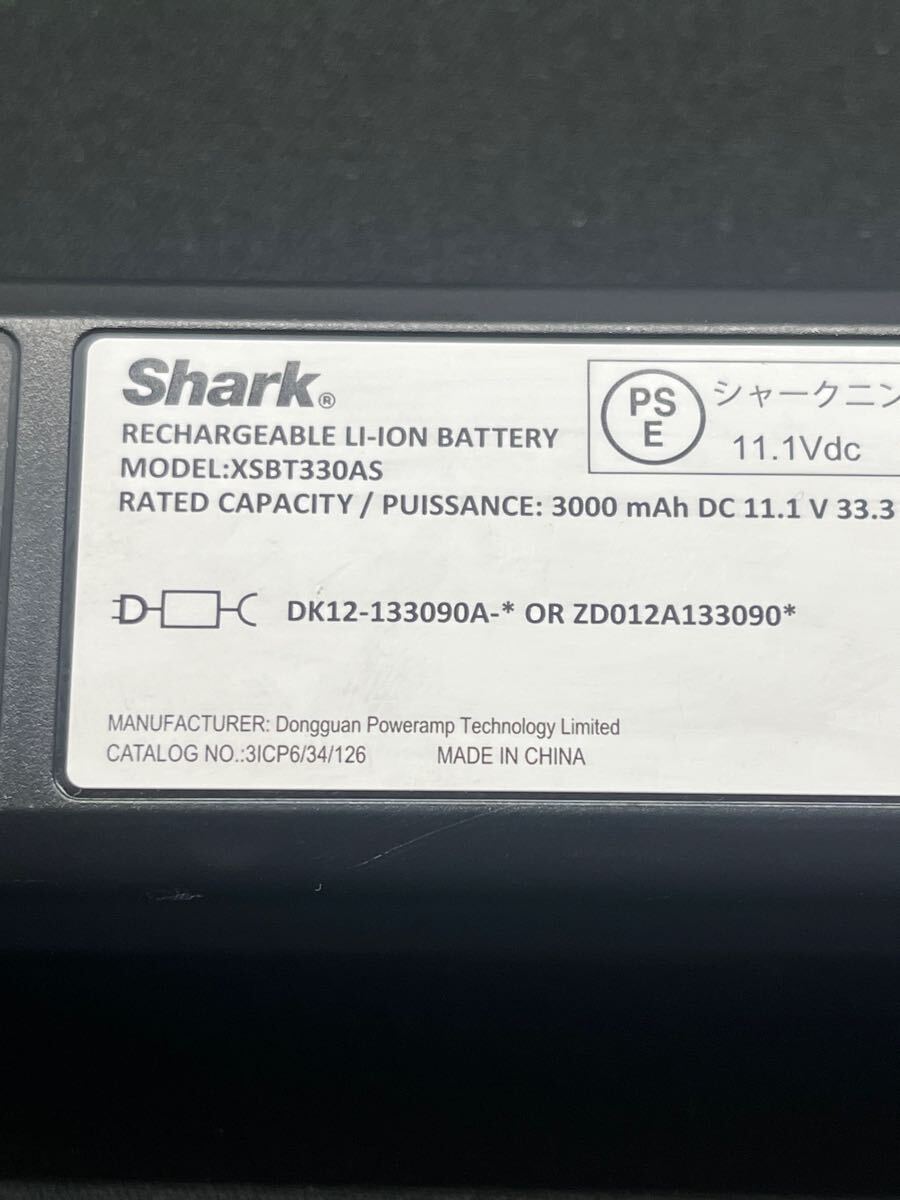 Shark®
RECHARGEABLE LI-ION BATTERY
MODEL:XSBT330AS
RATED CAPACITY / PUISSANCE: 3000 mAh DC 11.1 V 33.3
PS
E
シャークニン
11.1Vdc
DK12-133090A-* OR ZD012A133090*
MANUFACTURER: Dongguan Poweramp Technology Limited
CATALOG NO.:3ICP6/34/126 MADE IN CHINA